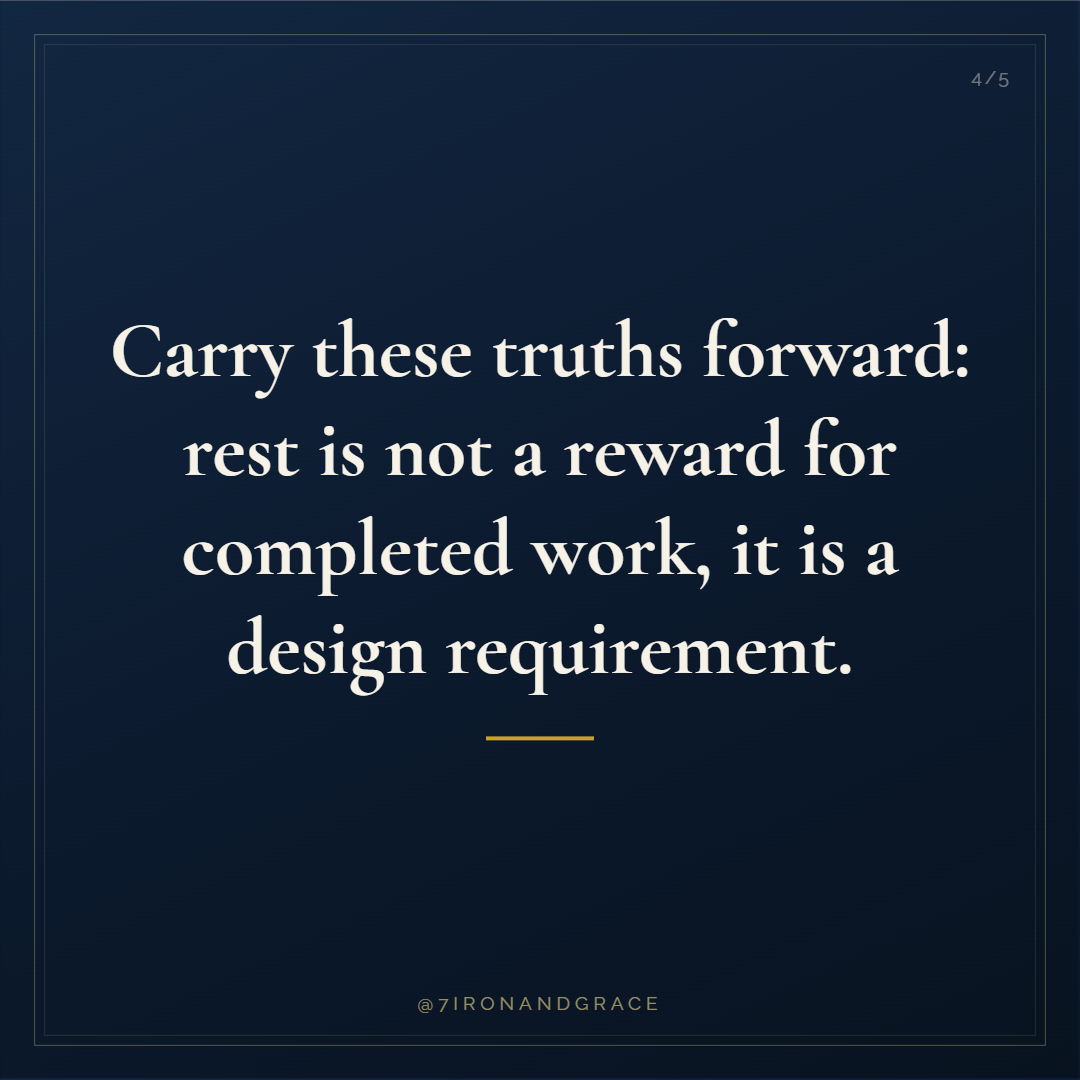 4/5
Carry these truths forward:
rest is not a reward for
completed work, it is a
design requirement.
@7IRONANDGRACE